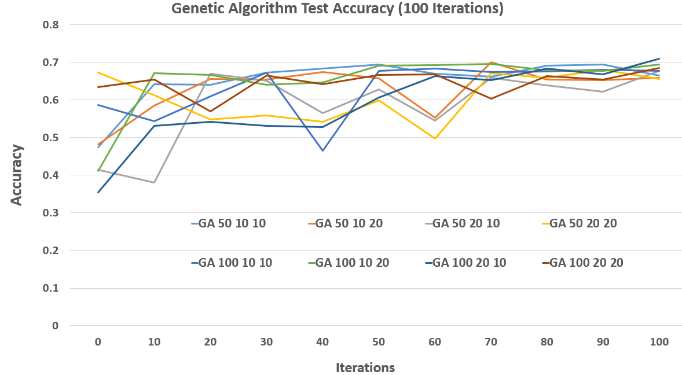 Genetic Algorithm Test Accuracy (100 Iterations)
0.8
0.7
0.6
0.5
0.4
0.3
0.2
0.1
0
Accuracy
GA 50 10 10 GA 50 10 20 GA 50 20 10 GA 50 20 20
GA 100 10 10 GA 100 10 20 GA 100 20 10 GA 100 20 20
0 10 20 30 40 50 60 70 80 90 100
Iterations